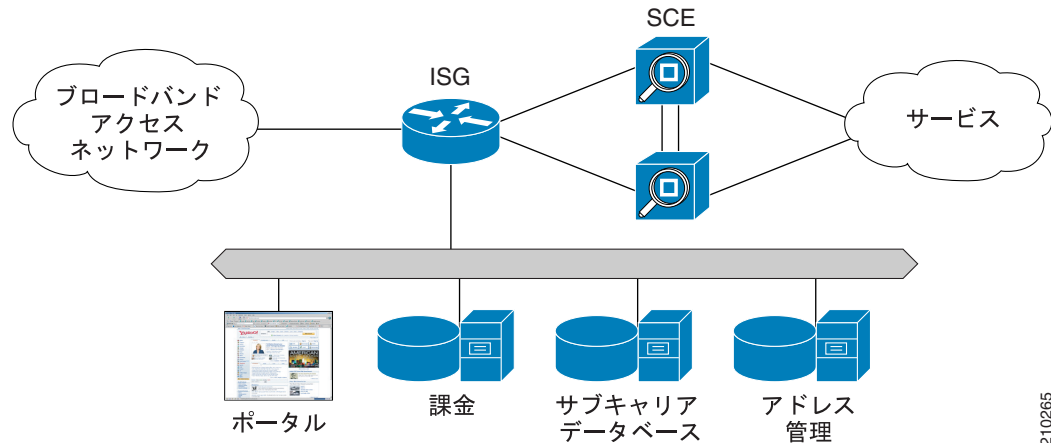 SCE
ISG
ブロードバンド
アクセス
ネットワーク
サービス
ポータル
課金
サブキャリア
データベース
アドレス
管理
210265